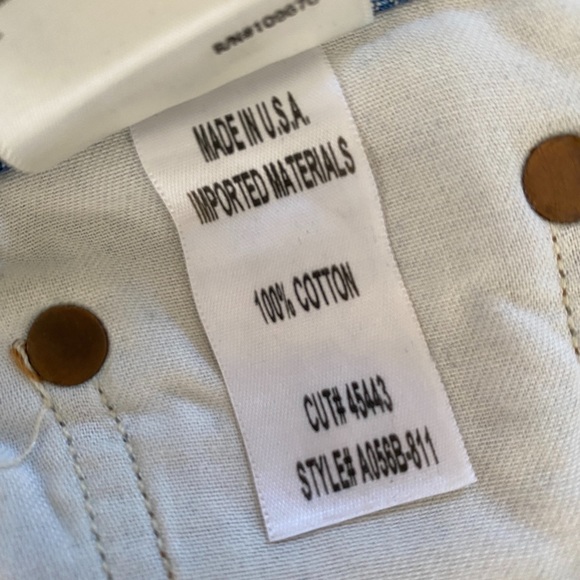 MADE IN U.S.A.
IMPORTED MATERIALS
100% COTTON
CUT# 45443
STYLE# A056B-811